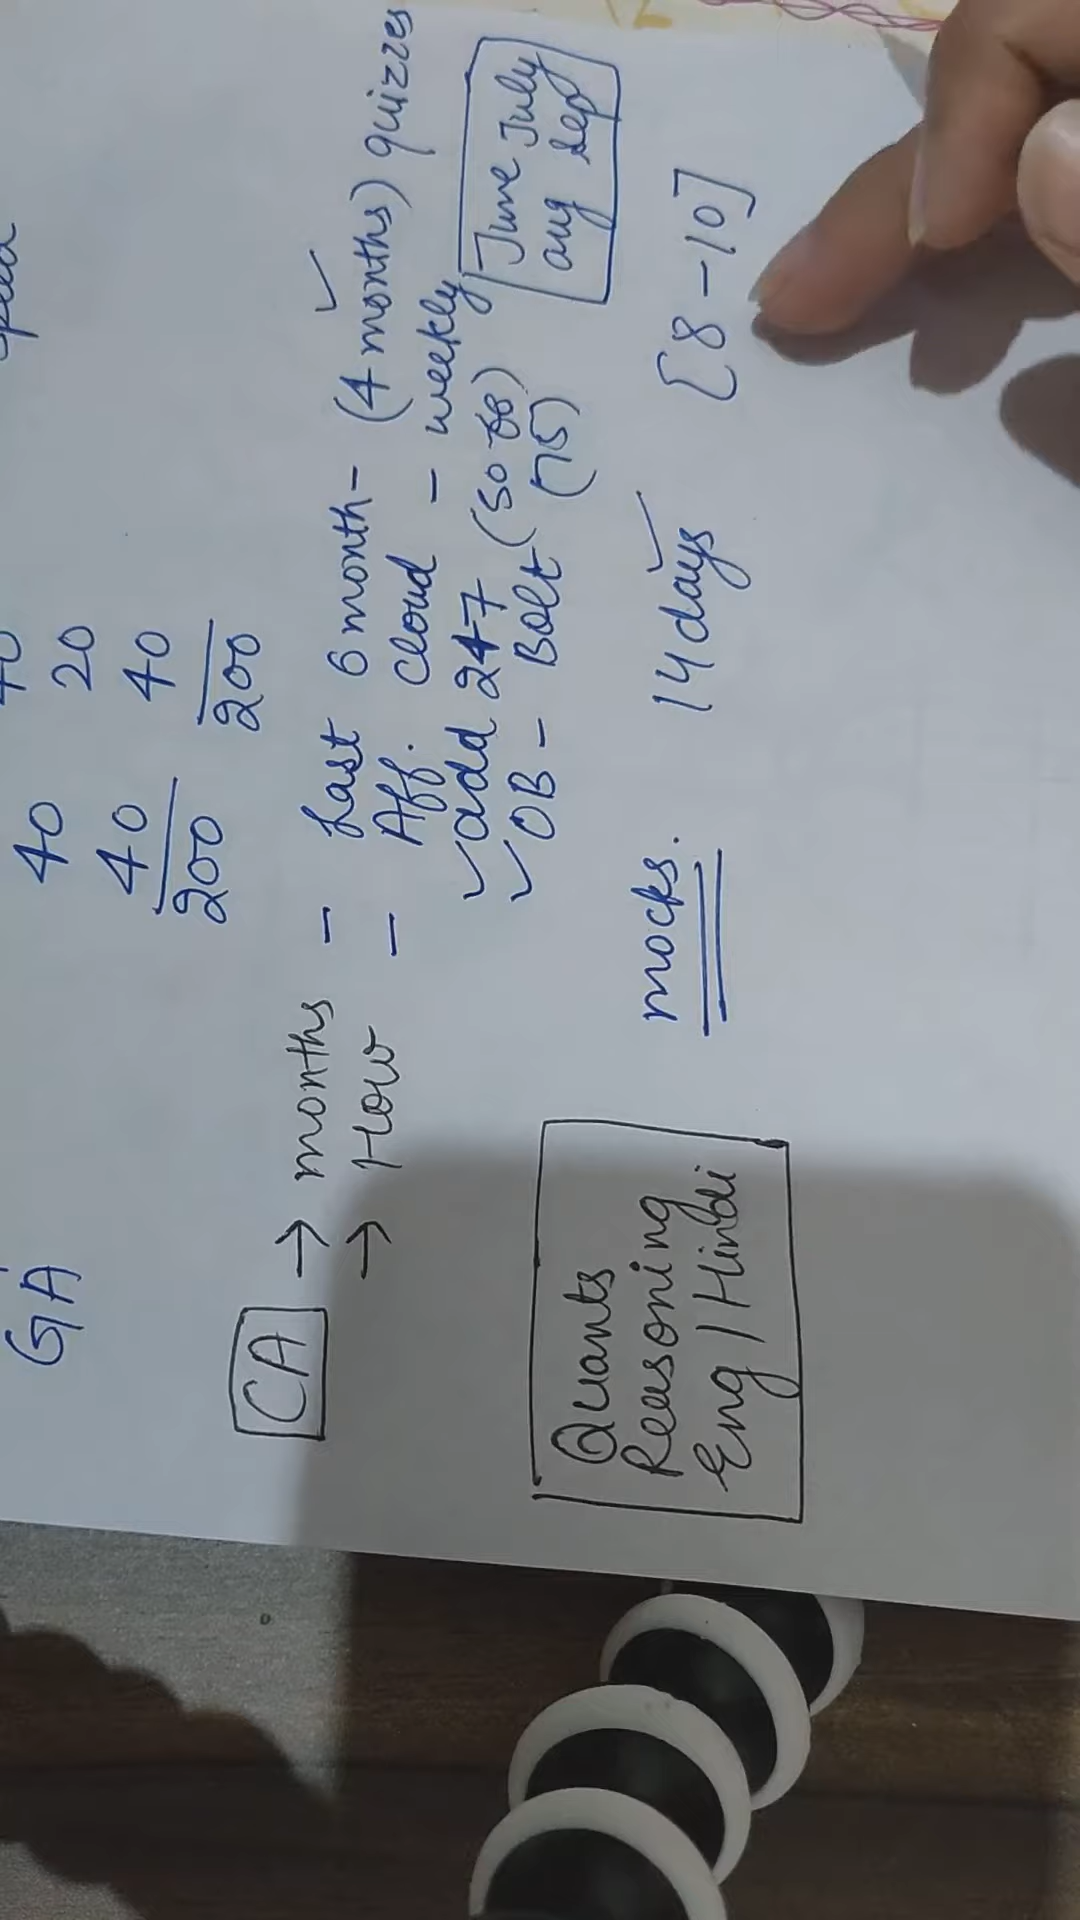 speed
40
40 20
40 40
200 200
GA
CA → months - Last 6 month - (4 months) quizzes
→ How - Aff. cloud - weekly
add 247 (50
OB - Bolt (75)
June July
aug sep
mocks. 14 days [8-10]
Quants
Reasoning
Eng / Hindi